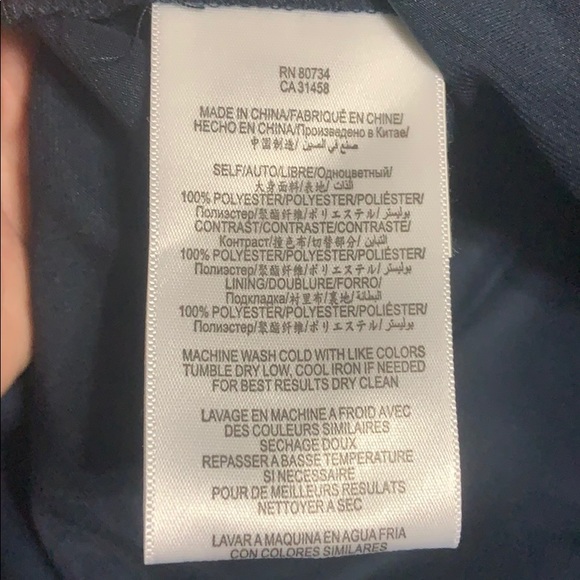 RN 80734
CA 31458
MADE IN CHINA/FABRIQUÉ EN CHINE/
HECHO EN CHINA/Произведено в Китае/
中国制造/ صنع في الصين
SELF/AUTO/LIBRE/Одноцветный/
大身面料/表地/ الذات/
100% POLYESTER/POLYESTER/POLIÉSTER/
Полиэстер/聚酯纤维/ポリエステル/ بوليستر/
CONTRAST/CONTRASTE/CONTRASTE/
Контраст/撞色布/切替部分/ التباين/
100% POLYESTER/POLYESTER/POLIÉSTER/
Полиэстер/聚酯纤维/ポリエステル/ بوليستر/
LINING/DOUBLURE/FORRO/
Подкладка/衬里布/裏地/ البطانة/
100% POLYESTER/POLYESTER/POLIÉSTER/
Полиэстер/聚酯纤维/ポリエステル/ بوليستر
MACHINE WASH COLD WITH LIKE COLORS
TUMBLE DRY LOW, COOL IRON IF NEEDED
FOR BEST RESULTS DRY CLEAN
LAVAGE EN MACHINE A FROID AVEC
DES COULEURS SIMILAIRES
SECHAGE DOUX
REPASSER A BASSE TEMPERATURE
SI NECESSAIRE
POUR DE MEILLEURS RESULATS
NETTOYER A SEC
LAVAR A MAQUINA EN AGUA FRIA
CON COLORES SIMILARES